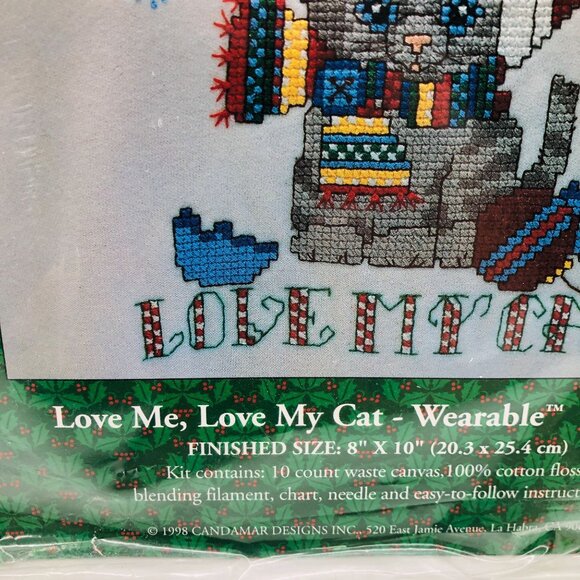 LOVE MY CA
Love Me, Love My Cat - Wearable™
FINISHED SIZE: 8" X 10" (20.3 x 25.4 cm)
Kit contains: 10 count waste canvas, 100% cotton floss
blending filament, chart, needle and easy-to-follow instruct
© 1998 CANDAMAR DESIGNS INC., 520 East Jamie Avenue, La Habra, CA